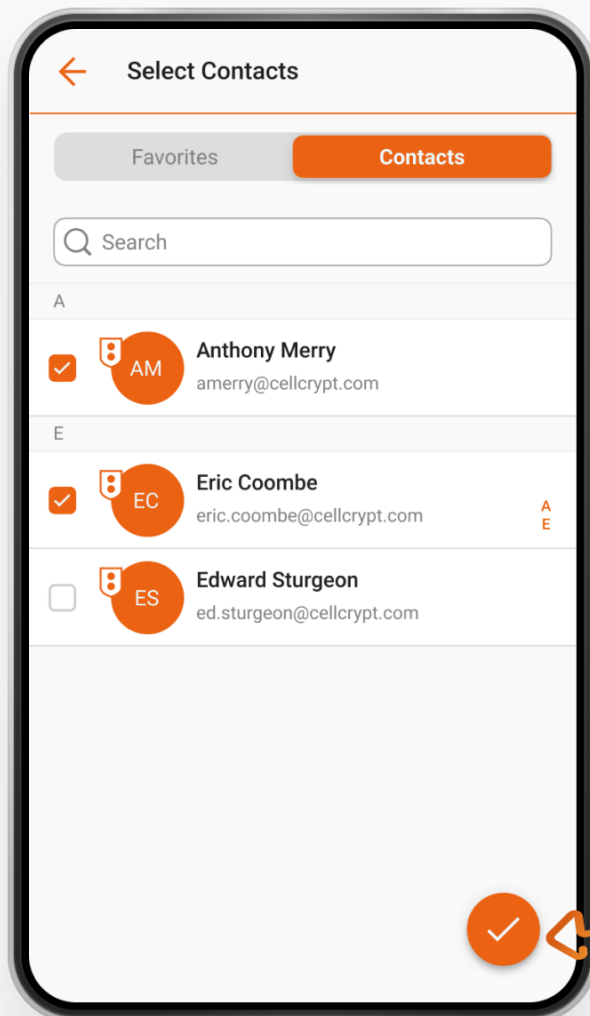 Select Contacts
Favorites
Contacts
Search
A
AM
Anthony Merry
amerry@cellcrypt.com
E
EC
Eric Coombe
eric.coombe@cellcrypt.com
A
E
ES
Edward Sturgeon
ed.sturgeon@cellcrypt.com